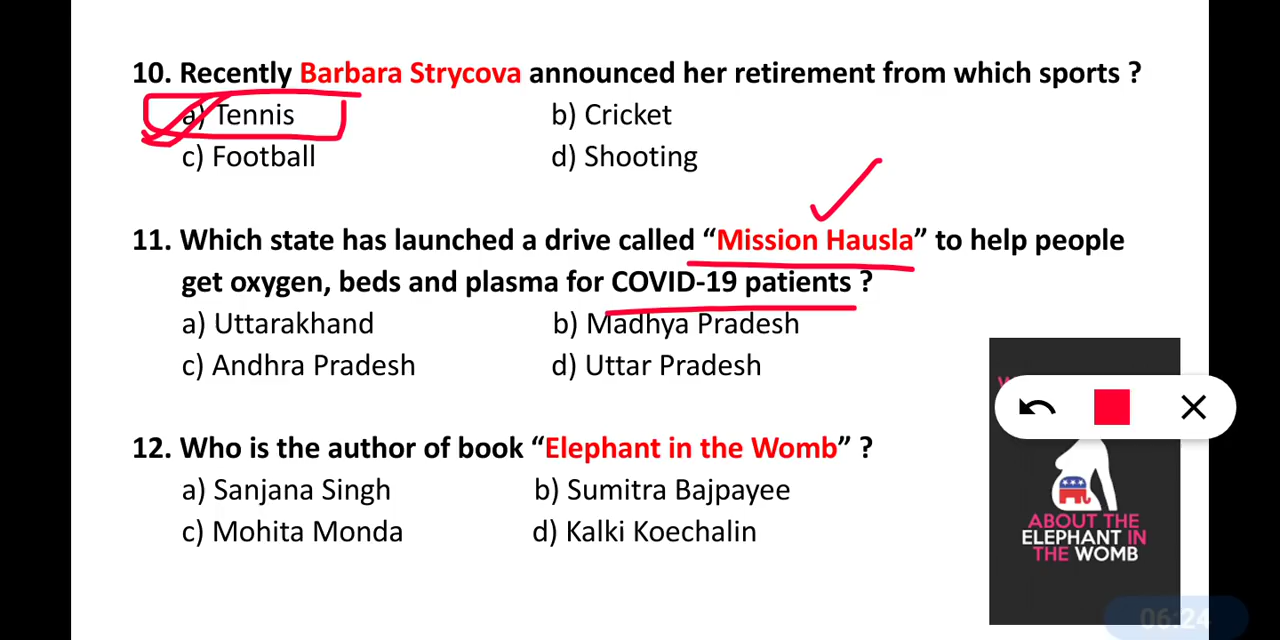 10. Recently Barbara Strycova announced her retirement from which sports ?
a) Tennis b) Cricket
c) Football d) Shooting
11. Which state has launched a drive called “Mission Hausla” to help people
get oxygen, beds and plasma for COVID-19 patients ?
a) Uttarakhand b) Madhya Pradesh
c) Andhra Pradesh d) Uttar Pradesh
12. Who is the author of book “Elephant in the Womb” ?
a) Sanjana Singh b) Sumitra Bajpayee
c) Mohita Monda d) Kalki Koechalin
ABOUT THE
ELEPHANT IN
THE WOMB
06:24